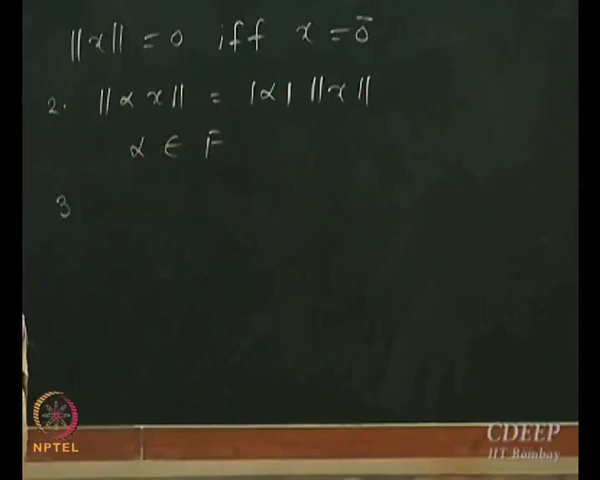 ||x|| = 0 iff x = 0̄
2. ||α x|| = |α| ||x||
α ∈ F
3
NPTEL
CDEEP
IIT Bombay